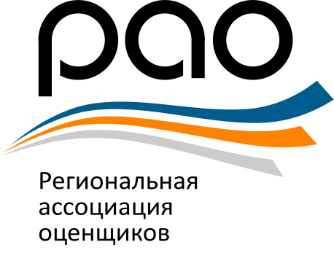 рао
Региональная
ассоциация
оценщиков